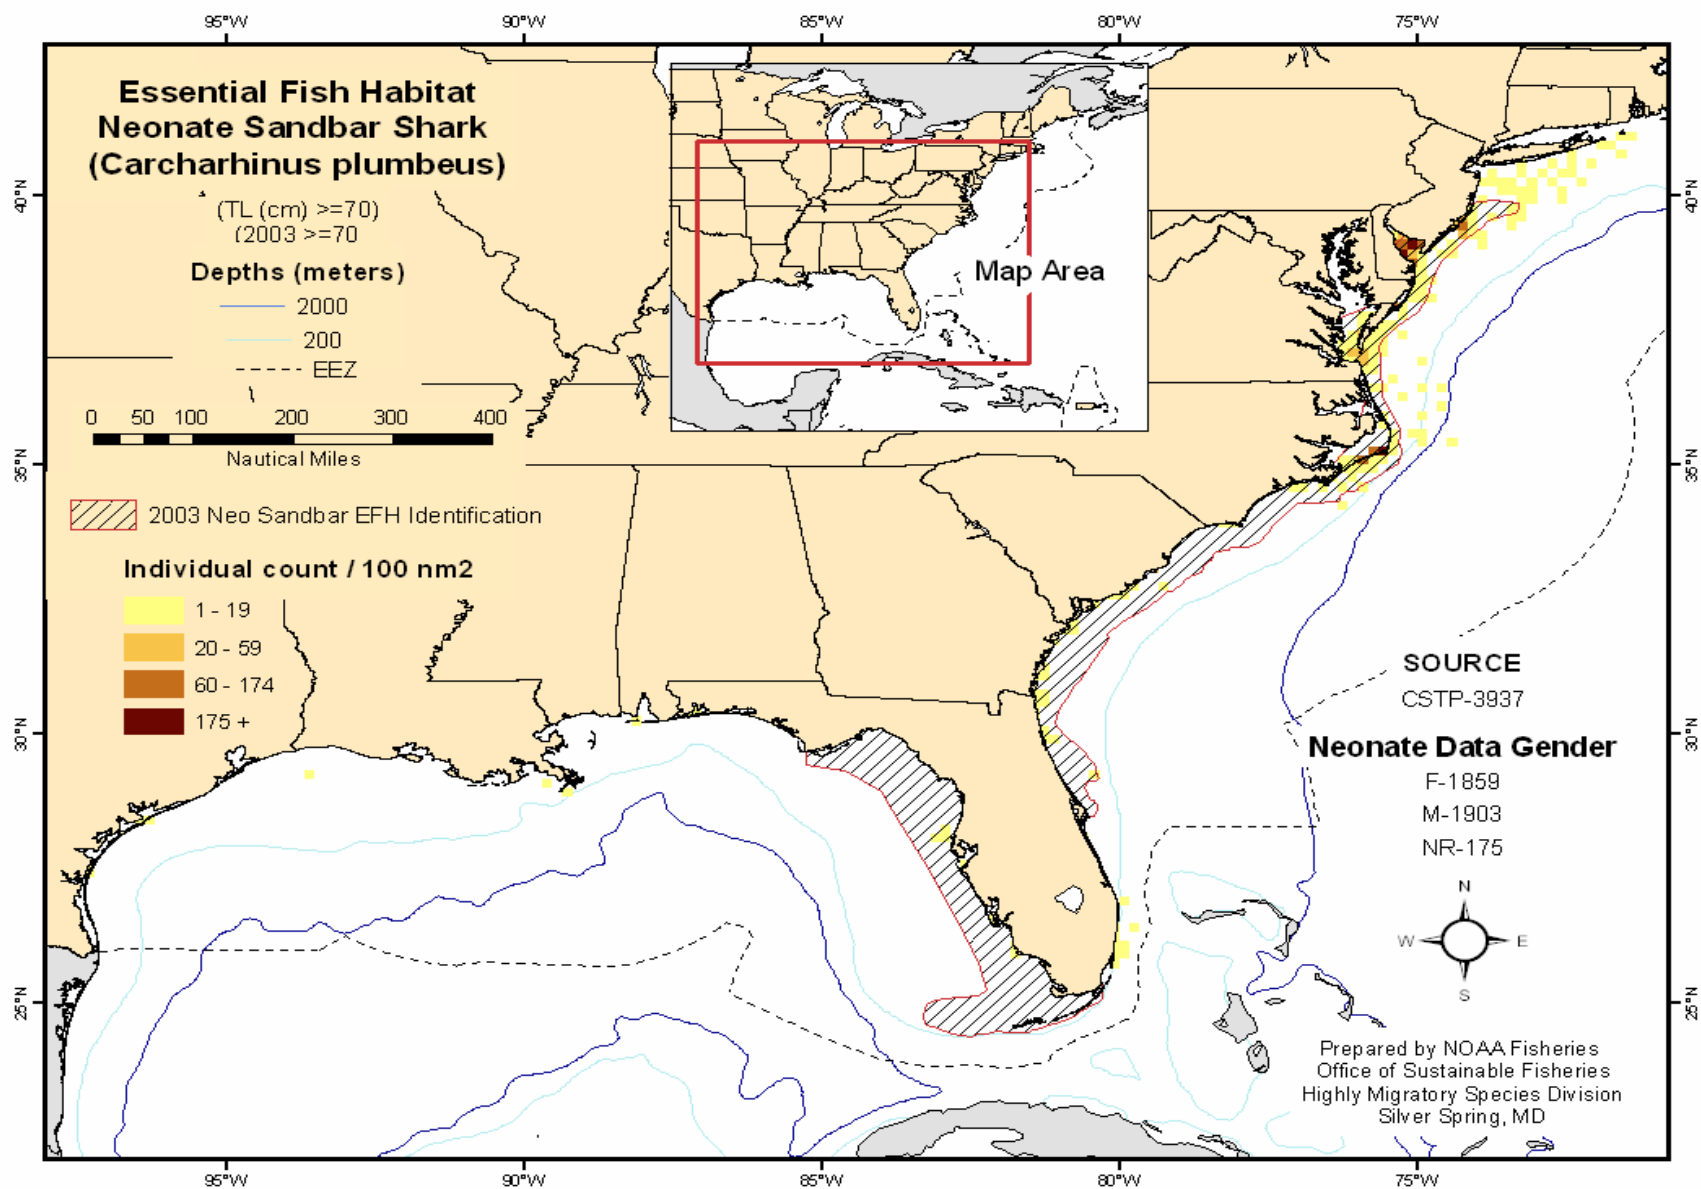 95°W 90°W 85°W 80°W 75°W
Essential Fish Habitat
Neonate Sandbar Shark
(Carcharhinus plumbeus)
(TL (cm) >=70)
(2003 >=70
Depths (meters)
2000
200
EEZ
0 50 100 200 300 400
Nautical Miles
2003 Neo Sandbar EFH Identification
Individual count / 100 nm2
1 - 19
20 - 59
60 - 174
175 +
Map Area
40°N
35°N
30°N
25°N
40°N
35°N
30°N
25°N
SOURCE
CSTP-3937
Neonate Data Gender
F-1859
M-1903
NR-175
N
W E
S
Prepared by NOAA Fisheries
Office of Sustainable Fisheries
Highly Migratory Species Division
Silver Spring, MD
95°W 90°W 85°W 80°W 75°W